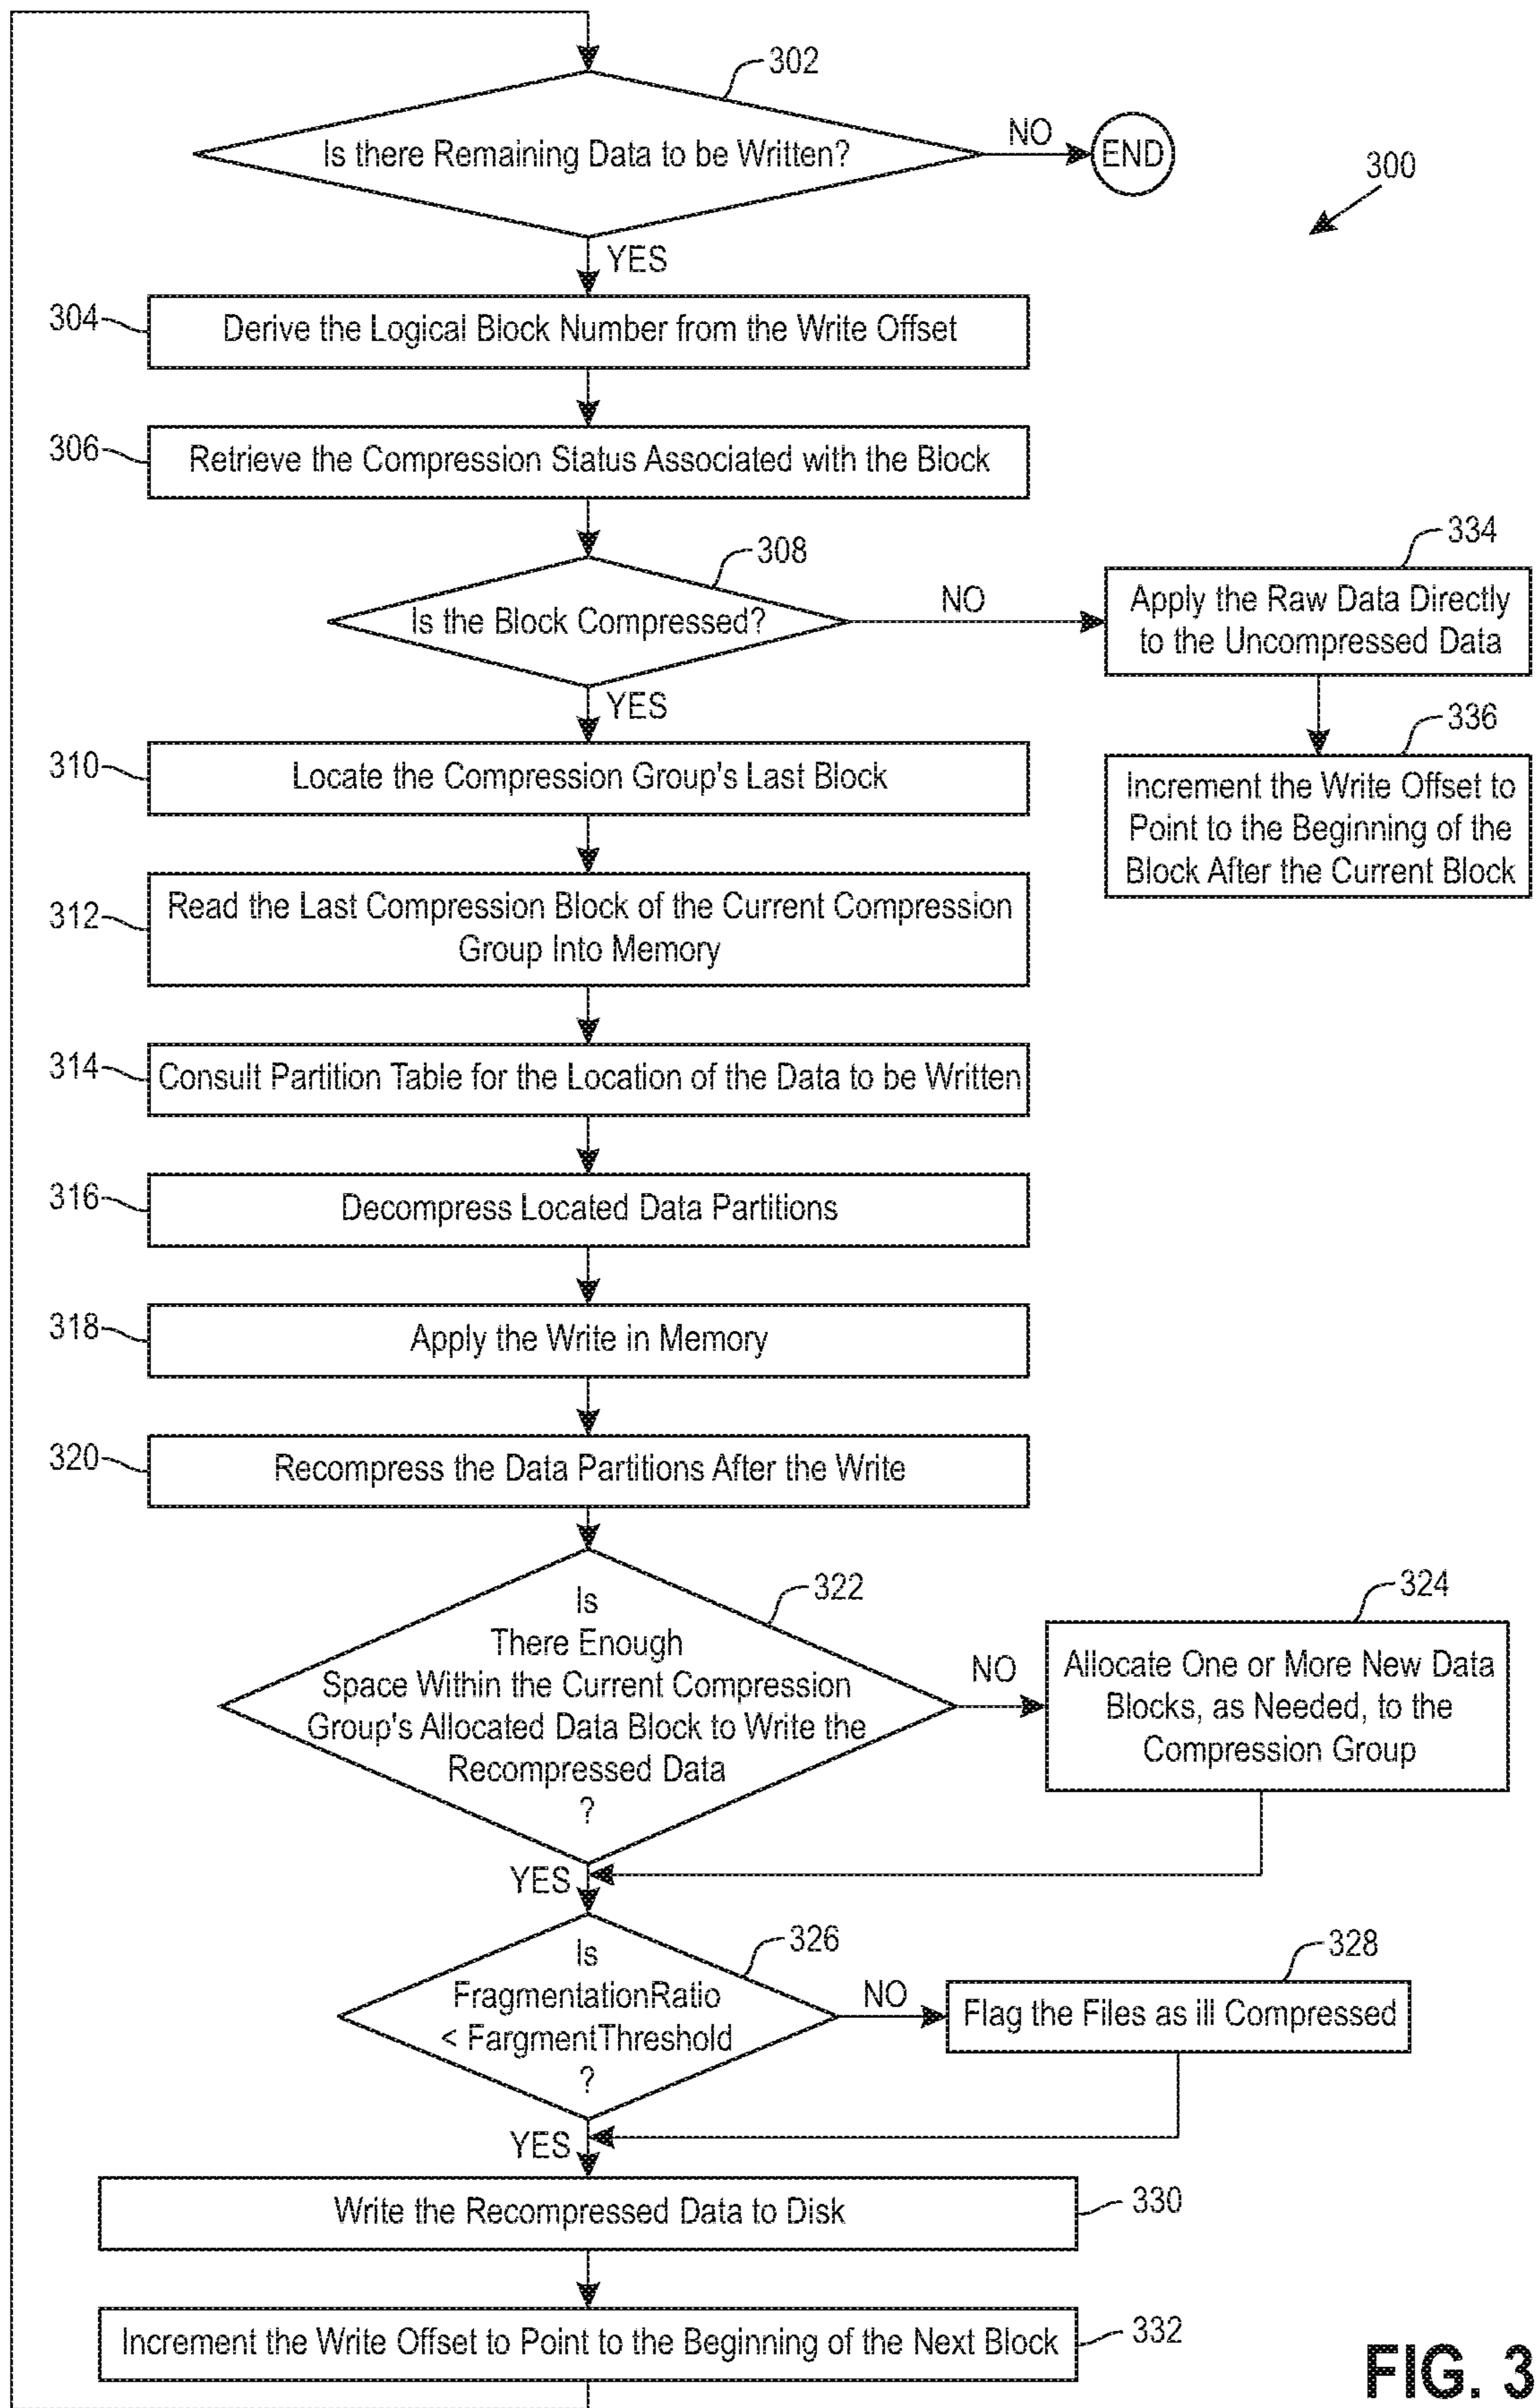 302
Is there Remaining Data to be Written?
NO
END
300
YES
304
Derive the Logical Block Number from the Write Offset
306
Retrieve the Compression Status Associated with the Block
308
Is the Block Compressed?
NO
334
Apply the Raw Data Directly
to the Uncompressed Data
YES
336
Increment the Write Offset to
Point to the Beginning of the
Block After the Current Block
310
Locate the Compression Group's Last Block
312
Read the Last Compression Block of the Current Compression
Group Into Memory
314
Consult Partition Table for the Location of the Data to be Written
316
Decompress Located Data Partitions
318
Apply the Write in Memory
320
Recompress the Data Partitions After the Write
322
Is
There Enough
Space Within the Current Compression
Group's Allocated Data Block to Write the
Recompressed Data
?
NO
324
Allocate One or More New Data
Blocks, as Needed, to the
Compression Group
YES
326
Is
FragmentationRatio
< FargmentThreshold
?
NO
328
Flag the Files as ill Compressed
YES
Write the Recompressed Data to Disk
330
Increment the Write Offset to Point to the Beginning of the Next Block
332
FIG. 3